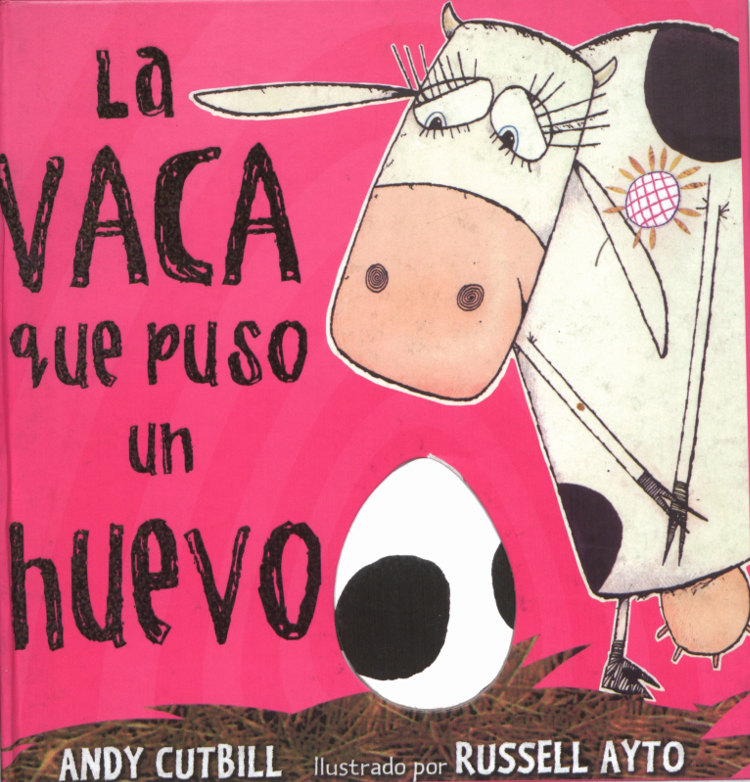 La
VACA
que puso
un
huevo
ANDY CUTBILL Ilustrado por RUSSELL AYTO